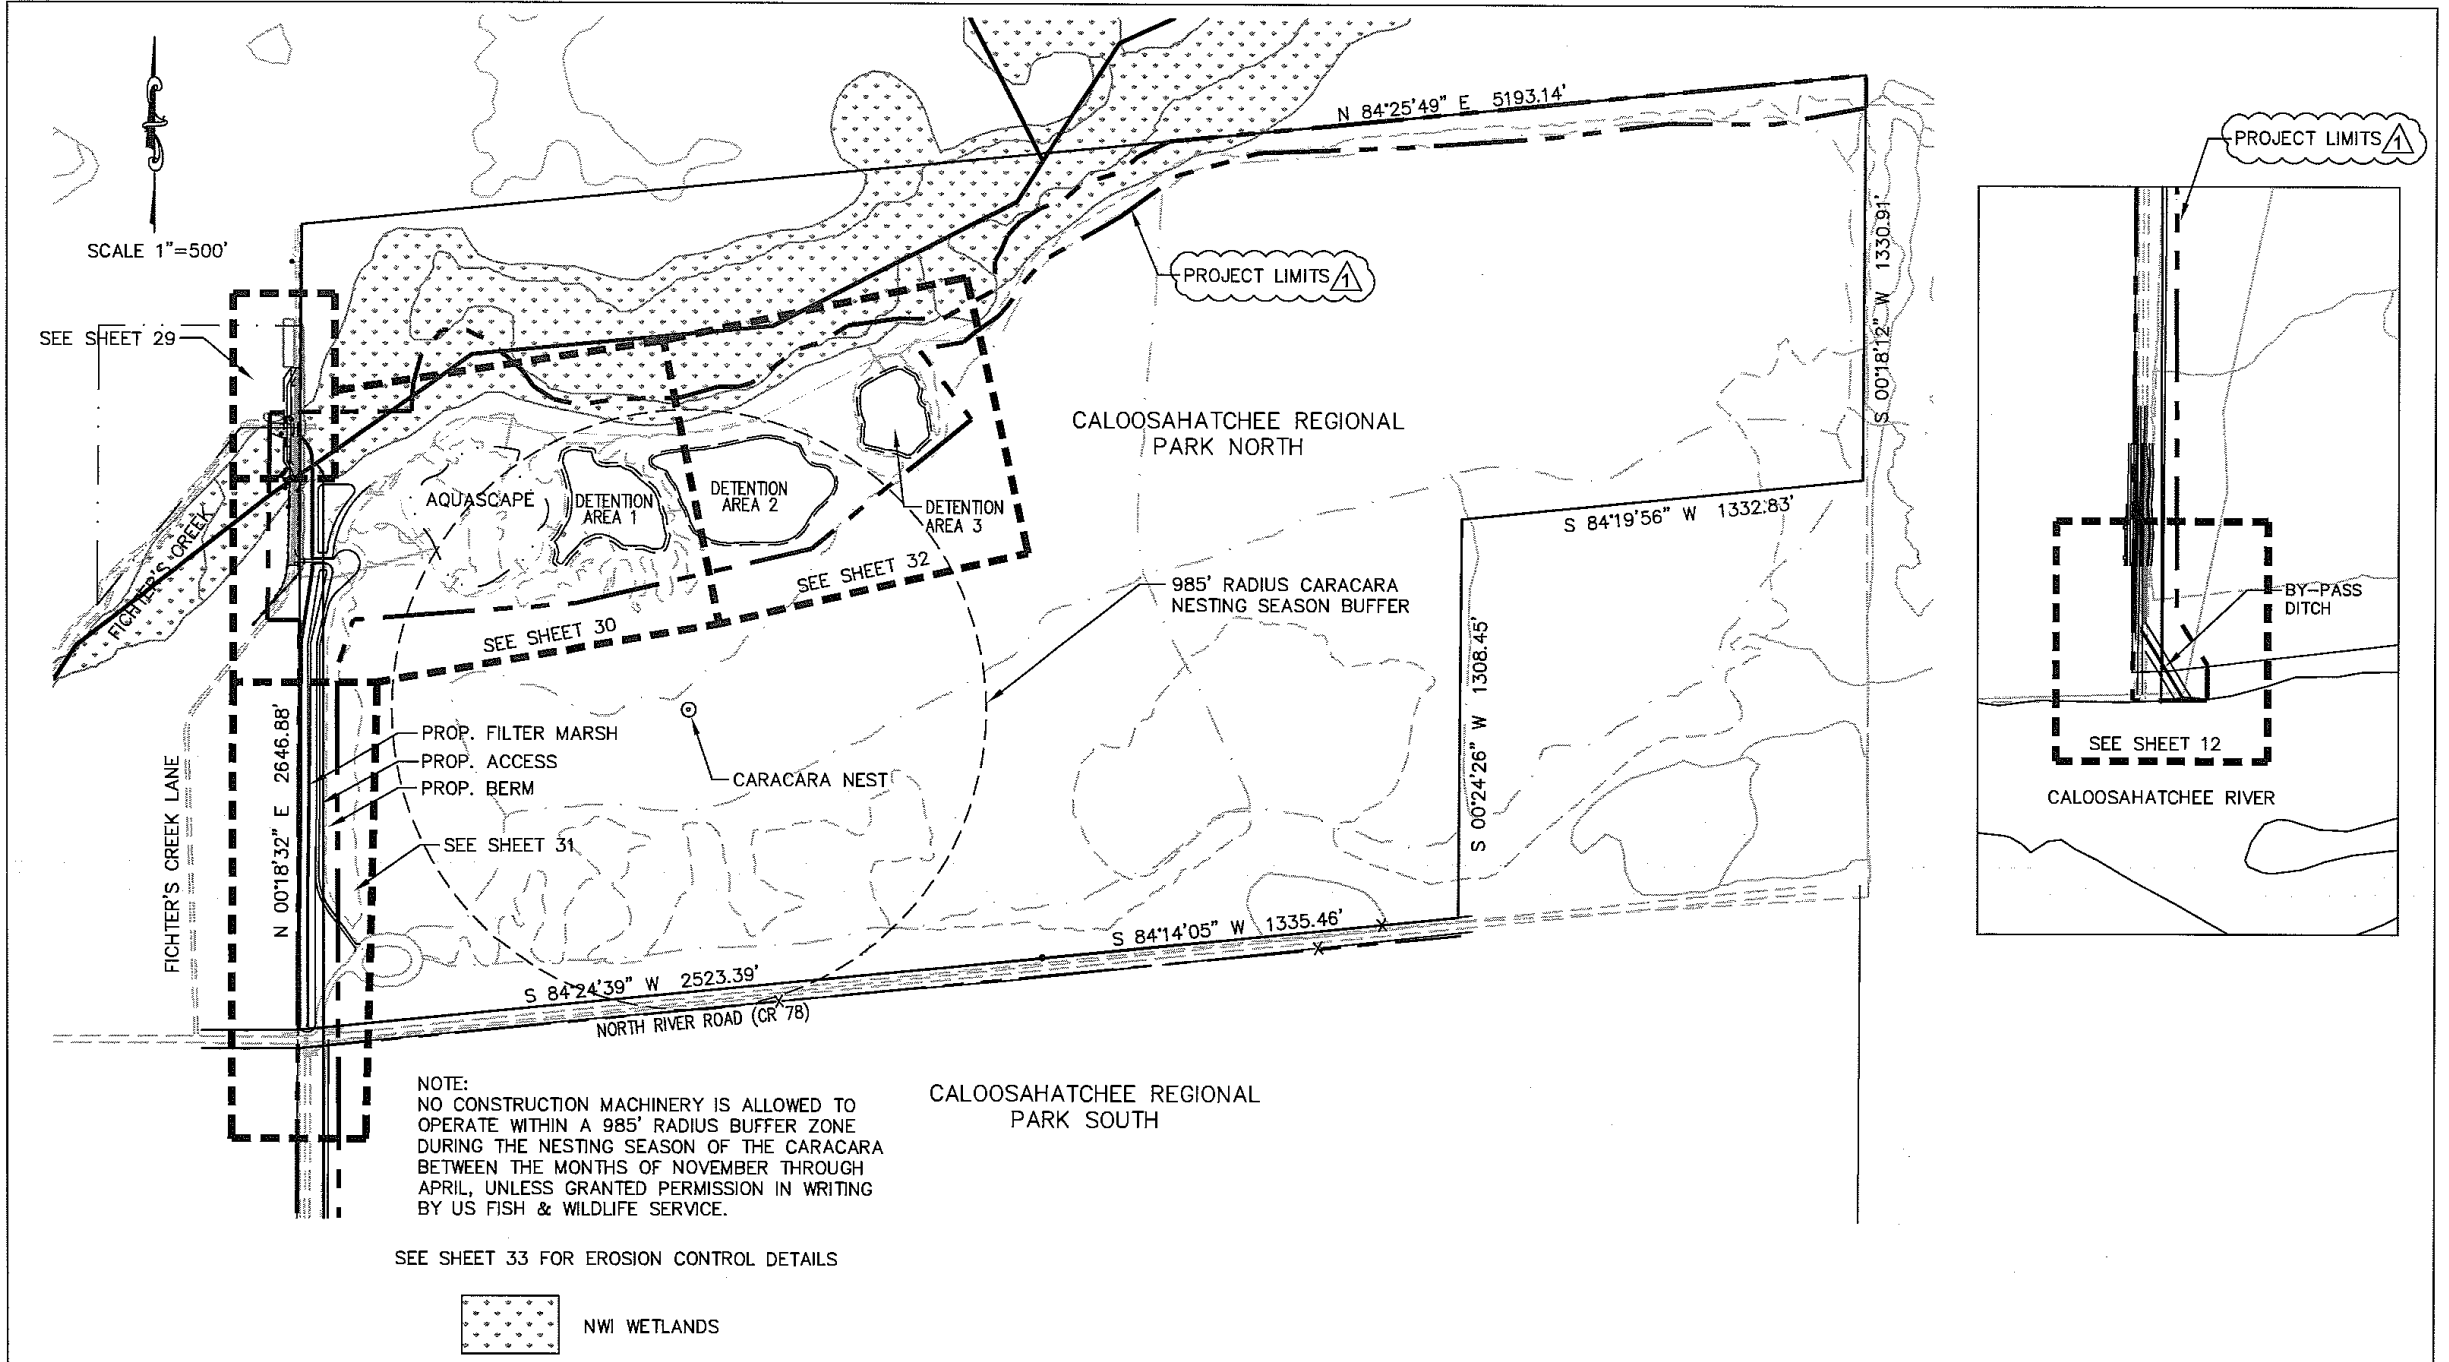 N 84°25'49" E 5193.14'
PROJECT LIMITS 1
SCALE 1"=500'
S 00°18'12" W 1330.91'
PROJECT LIMITS 1
SEE SHEET 29
CALOOSAHATCHEE REGIONAL
PARK NORTH
AQUASCAPE
DETENTION
AREA 1
DETENTION
AREA 2
DETENTION
AREA 3
S 84°19'56" W 1332.83'
FICHTER'S CREEK
SEE SHEET 32
985' RADIUS CARACARA
NESTING SEASON BUFFER
BY-PASS
DITCH
SEE SHEET 30
S 00°24'26" W 1308.45'
N 00°18'32" E 2646.88'
PROP. FILTER MARSH
PROP. ACCESS
PROP. BERM
CARACARA NEST
SEE SHEET 12
CALOOSAHATCHEE RIVER
FICHTER'S CREEK LANE
SEE SHEET 31
S 84°14'05" W 1335.46'
S 84°24'39" W 2523.39'
NORTH RIVER ROAD (CR 78)
NOTE:
NO CONSTRUCTION MACHINERY IS ALLOWED TO
OPERATE WITHIN A 985' RADIUS BUFFER ZONE
DURING THE NESTING SEASON OF THE CARACARA
BETWEEN THE MONTHS OF NOVEMBER THROUGH
APRIL, UNLESS GRANTED PERMISSION IN WRITING
BY US FISH & WILDLIFE SERVICE.
CALOOSAHATCHEE REGIONAL
PARK SOUTH
SEE SHEET 33 FOR EROSION CONTROL DETAILS
NWI WETLANDS